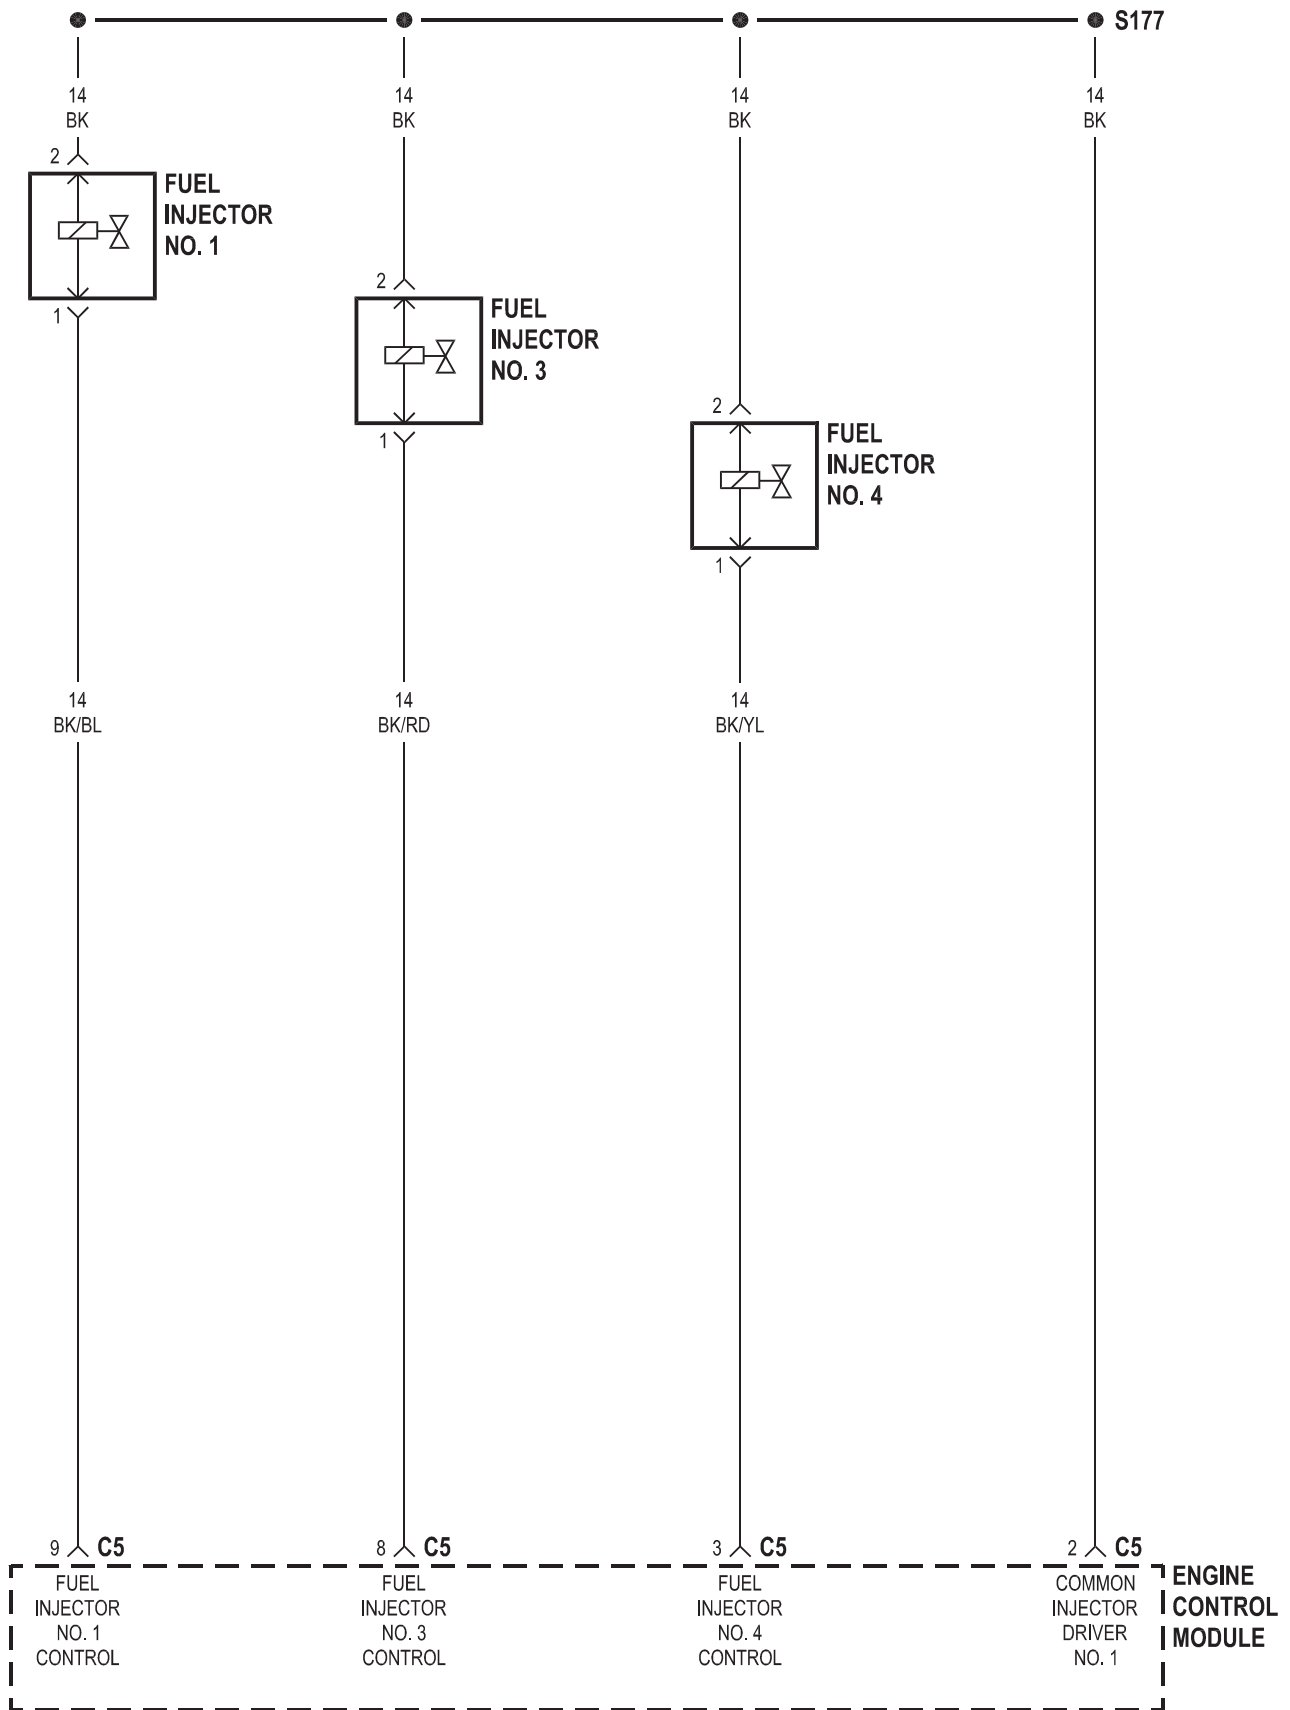 S177
14
BK
14
BK
14
BK
14
BK
2
FUEL
INJECTOR
NO. 1
1
2
FUEL
INJECTOR
NO. 3
1
2
FUEL
INJECTOR
NO. 4
1
14
BK/BL
14
BK/RD
14
BK/YL
9 C5
8 C5
3 C5
2 C5
FUEL
INJECTOR
NO. 1
CONTROL
FUEL
INJECTOR
NO. 3
CONTROL
FUEL
INJECTOR
NO. 4
CONTROL
COMMON
INJECTOR
DRIVER
NO. 1
ENGINE
CONTROL
MODULE